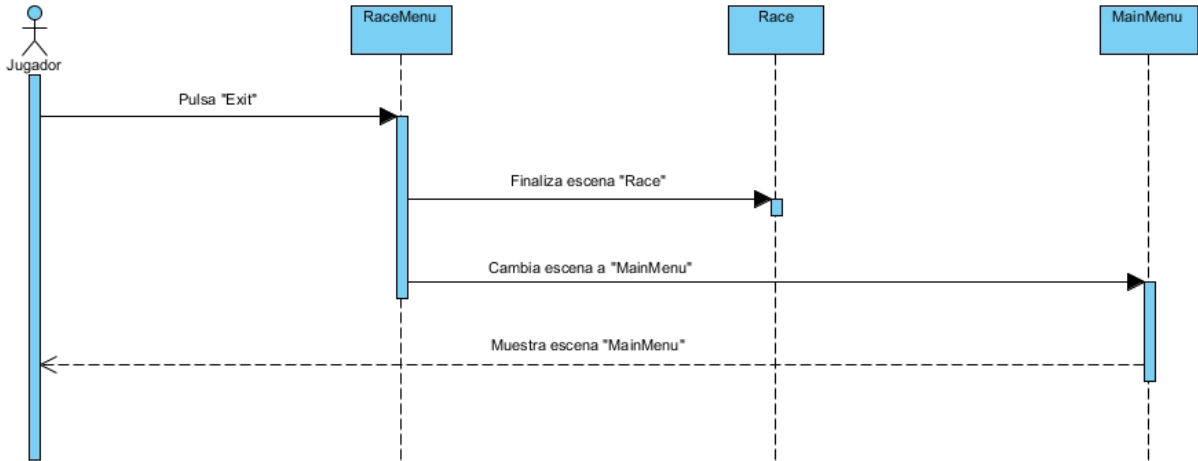 RaceMenu
Race
MainMenu
Jugador
Pulsa "Exit"
Finaliza escena "Race"
Cambia escena a "MainMenu"
Muestra escena "MainMenu"